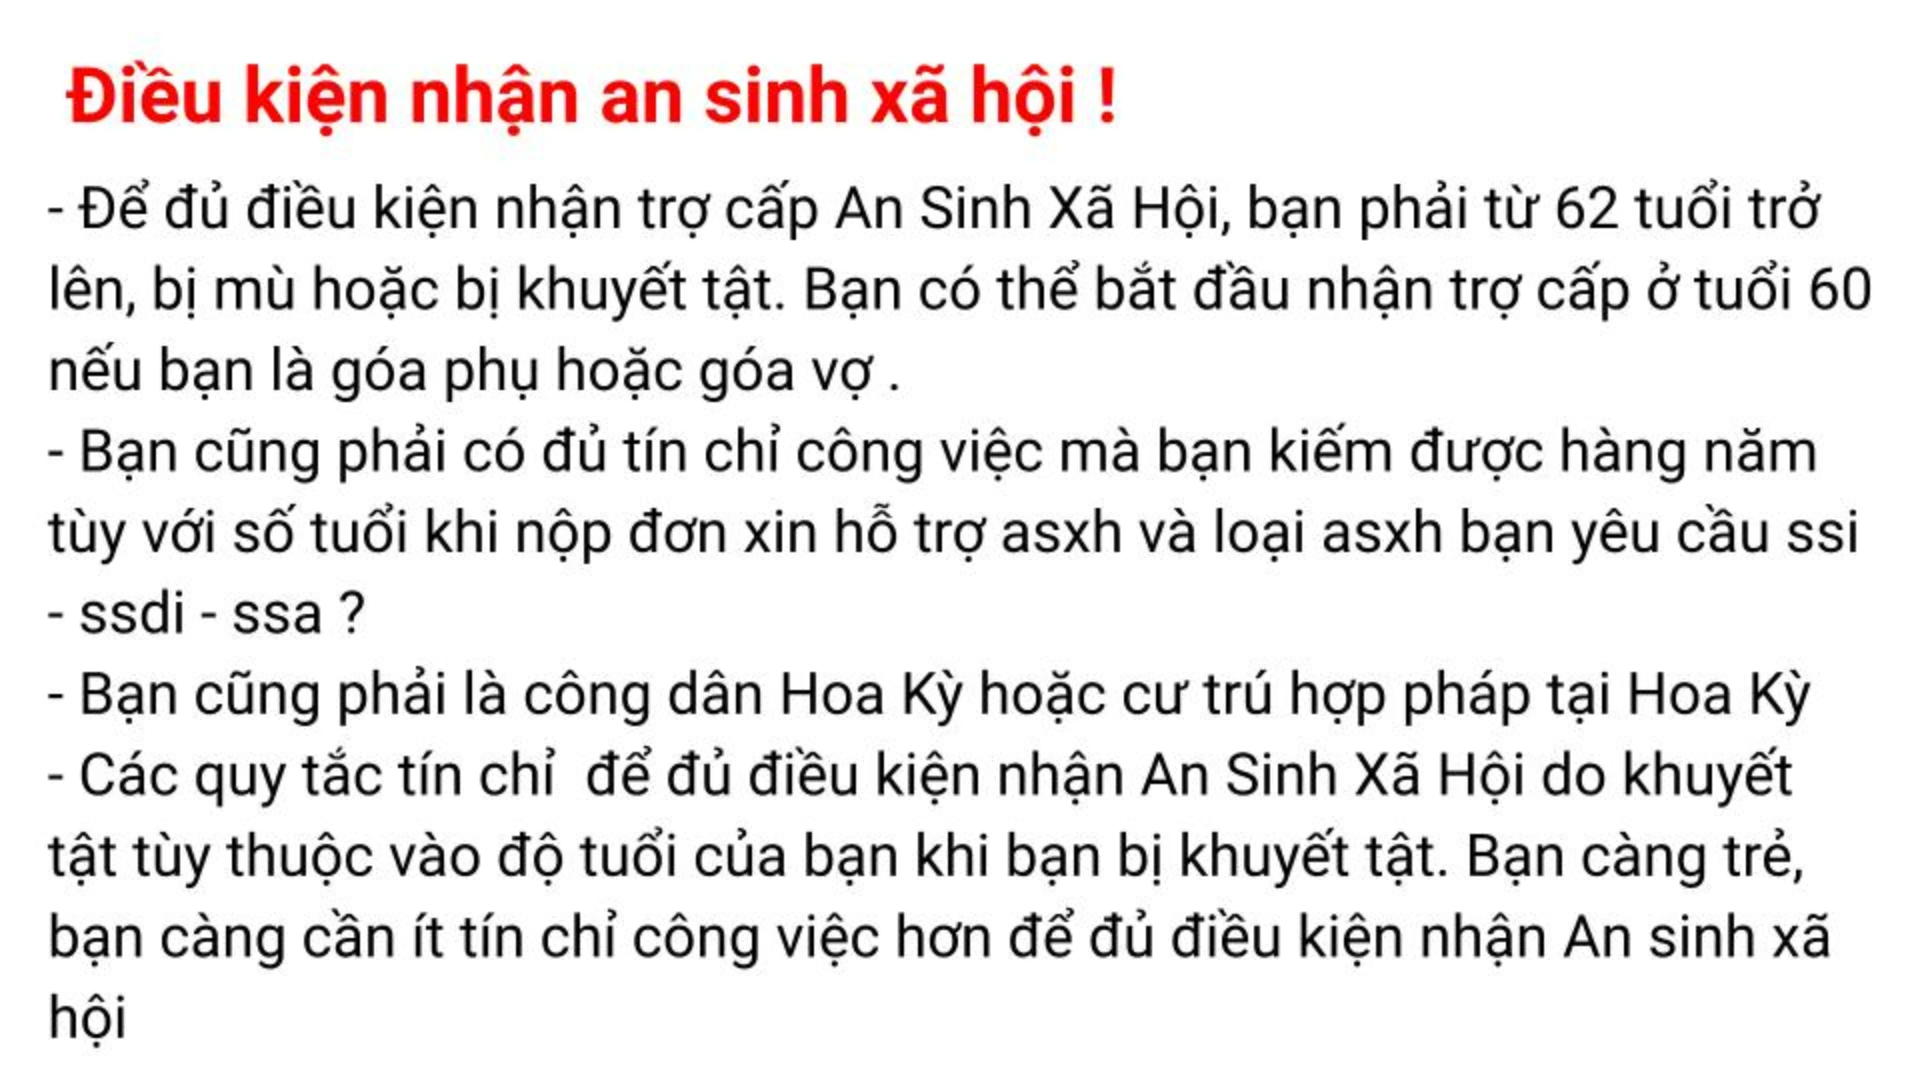 Điều kiện nhận an sinh xã hội !
- Để đủ điều kiện nhận trợ cấp An Sinh Xã Hội, bạn phải từ 62 tuổi trở
lên, bị mù hoặc bị khuyết tật. Bạn có thể bắt đầu nhận trợ cấp ở tuổi 60
nếu bạn là góa phụ hoặc góa vợ .
- Bạn cũng phải có đủ tín chỉ công việc mà bạn kiếm được hàng năm
tùy với số tuổi khi nộp đơn xin hỗ trợ asxh và loại asxh bạn yêu cầu ssi
- ssdi - ssa ?
- Bạn cũng phải là công dân Hoa Kỳ hoặc cư trú hợp pháp tại Hoa Kỳ
- Các quy tắc tín chỉ  để đủ điều kiện nhận An Sinh Xã Hội do khuyết
tật tùy thuộc vào độ tuổi của bạn khi bạn bị khuyết tật. Bạn càng trẻ,
bạn càng cần ít tín chỉ công việc hơn để đủ điều kiện nhận An sinh xã
hội